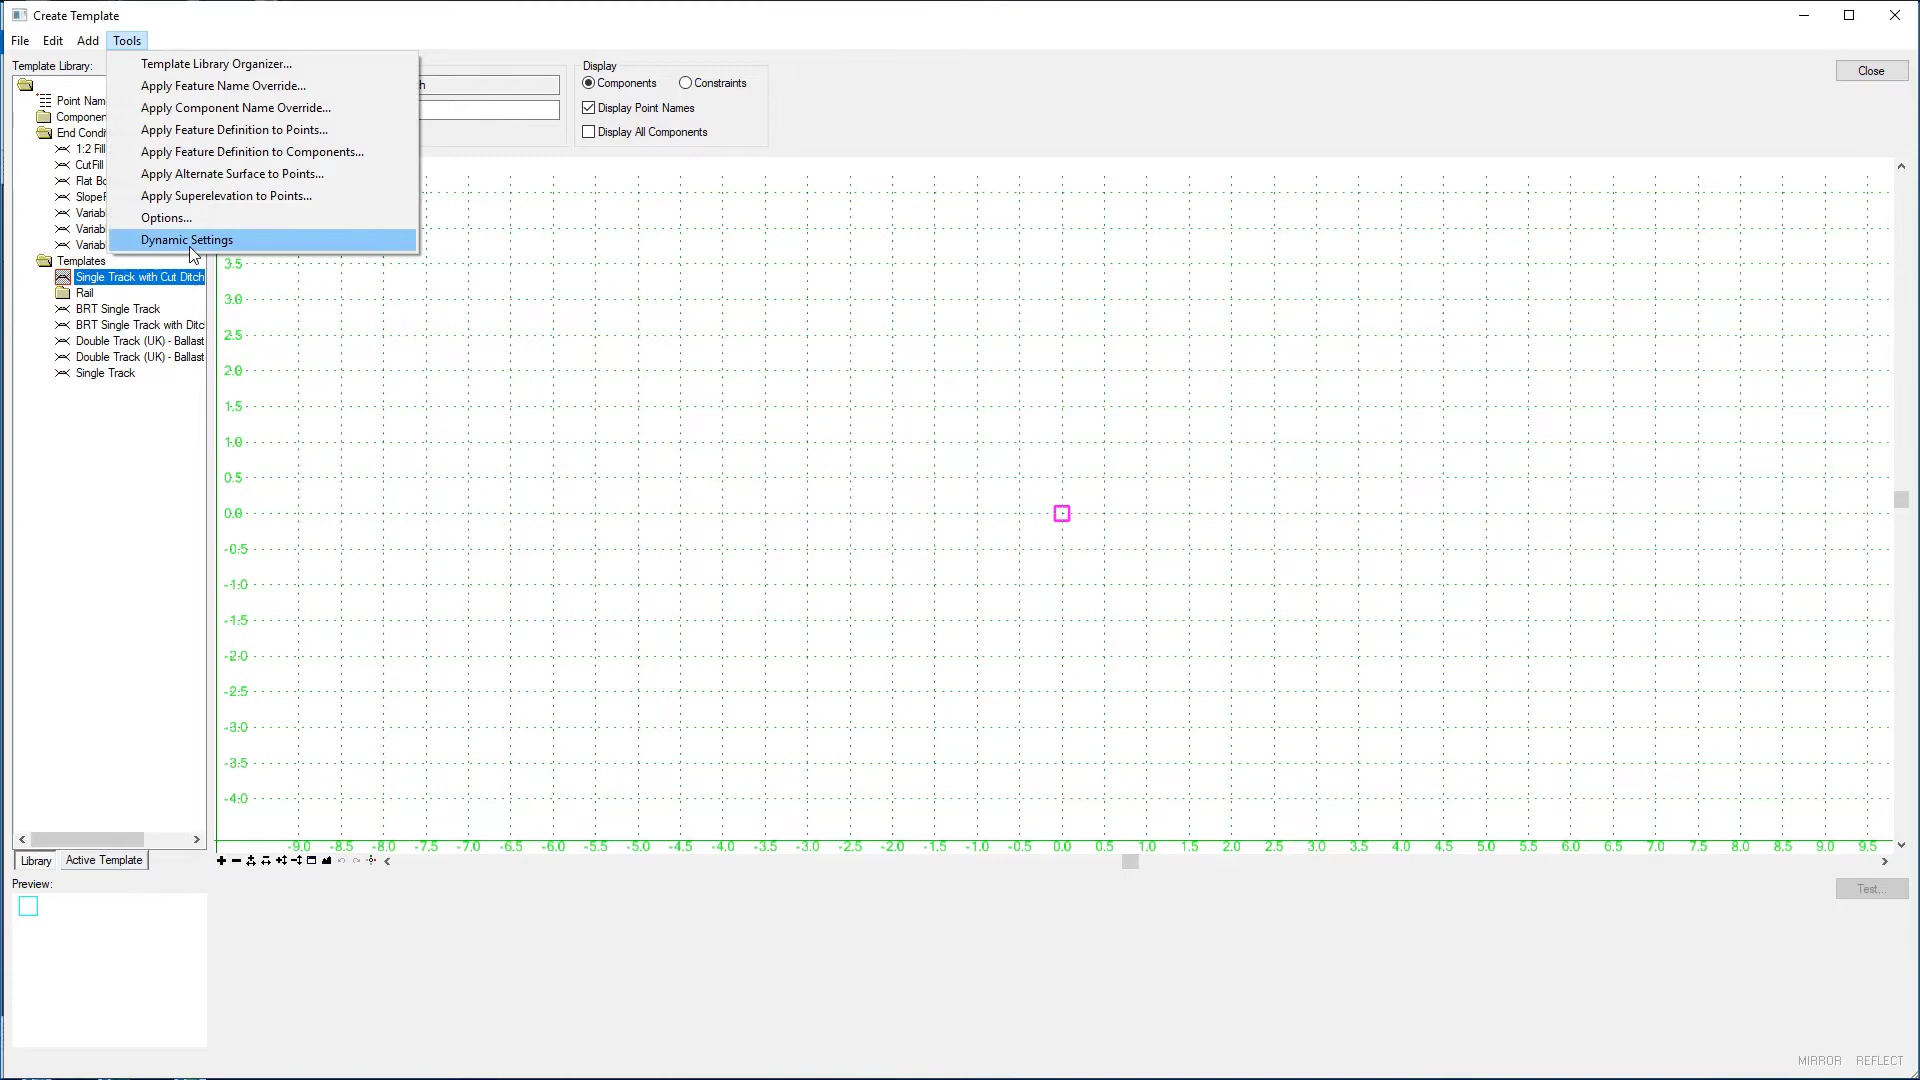 Create Template
File Edit Add Tools
Template Library:
Point Nam
Componen
End Condi
1:2 Fill
CutFill
Flat Bo
SlopeF
Variab
Variab
Variab
Templates
Single Track with Cut Ditch
Rail
BRT Single Track
BRT Single Track with Ditc
Double Track (UK) - Ballast
Double Track (UK) - Ballast
Single Track
Library Active Template
Preview:
Template Library Organizer...
Apply Feature Name Override...
Apply Component Name Override...
Apply Feature Definition to Points...
Apply Feature Definition to Components...
Apply Alternate Surface to Points...
Apply Superelevation to Points...
Options...
Dynamic Settings
h
Display
Components Constraints
Display Point Names
Display All Components
Close
3.5
3.0
2.5
2.0
1.5
1.0
0.5
0.0
-0.5
-1.0
-1.5
-2.0
-2.5
-3.0
-3.5
-4.0
-9.0 -8.5 -8.0 -7.5 -7.0 -6.5 -6.0 -5.5 -5.0 -4.5 -4.0 -3.5 -3.0 -2.5 -2.0 -1.5 -1.0 -0.5 0.0 0.5 1.0 1.5 2.0 2.5 3.0 3.5 4.0 4.5 5.0 5.5 6.0 6.5 7.0 7.5 8.0 8.5 9.0 9.5
Test...
MIRROR REFLECT